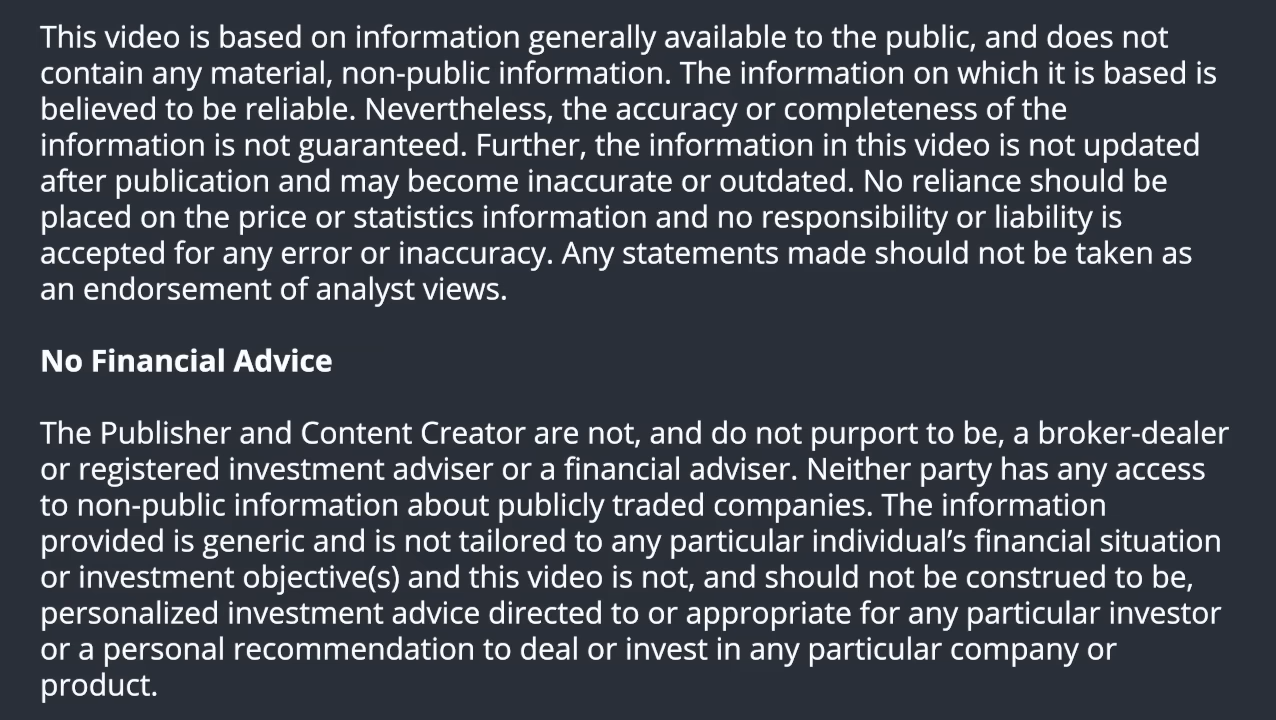 This video is based on information generally available to the public, and does not
contain any material, non-public information. The information on which it is based is
believed to be reliable. Nevertheless, the accuracy or completeness of the
information is not guaranteed. Further, the information in this video is not updated
after publication and may become inaccurate or outdated. No reliance should be
placed on the price or statistics information and no responsibility or liability is
accepted for any error or inaccuracy. Any statements made should not be taken as
an endorsement of analyst views.
No Financial Advice
The Publisher and Content Creator are not, and do not purport to be, a broker-dealer
or registered investment adviser or a financial adviser. Neither party has any access
to non-public information about publicly traded companies. The information
provided is generic and is not tailored to any particular individual’s financial situation
or investment objective(s) and this video is not, and should not be construed to be,
personalized investment advice directed to or appropriate for any particular investor
or a personal recommendation to deal or invest in any particular company or
product.